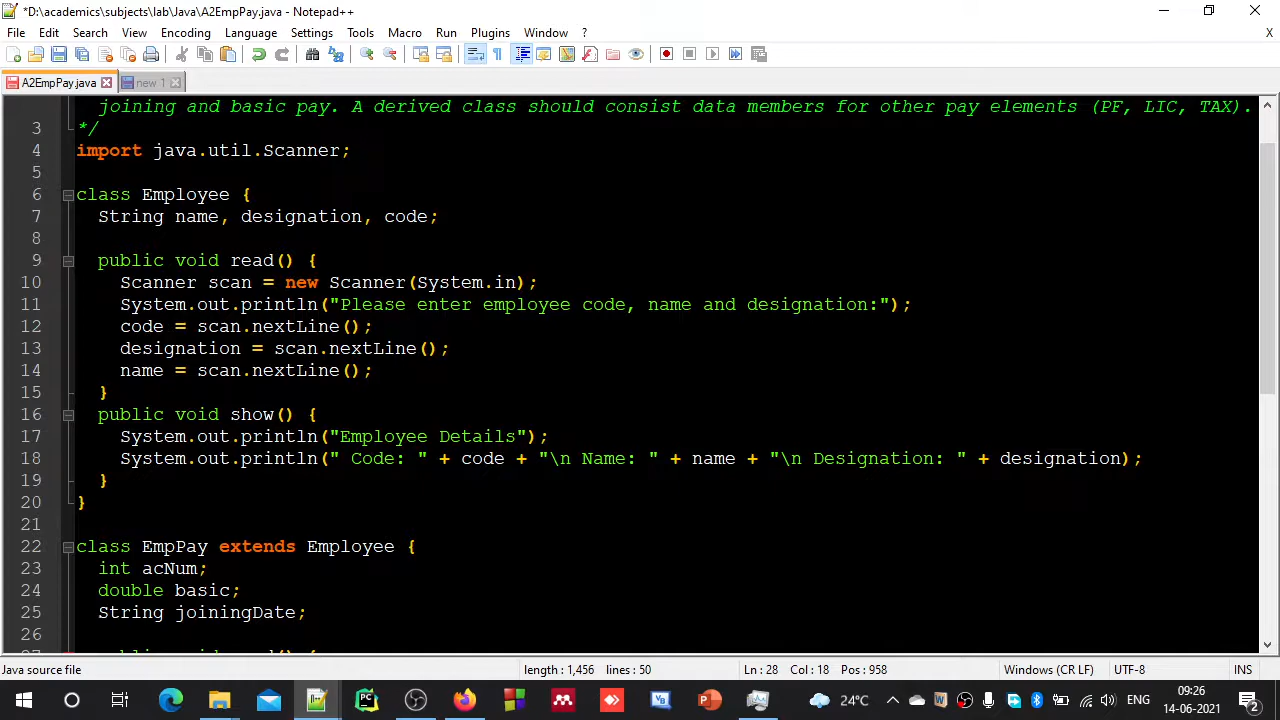 *D:\academics\subjects\lab\Java\A2EmpPay.java - Notepad++
File Edit Search View Encoding Language Settings Tools Macro Run Plugins Window ? X
A2EmpPay.java new 1
joining and basic pay. A derived class should consist data members for other pay elements (PF, LIC, TAX).
3 */
4 import java.util.Scanner;
5
6 class Employee {
7 String name, designation, code;
8
9 public void read() {
10 Scanner scan = new Scanner(System.in);
11 System.out.println("Please enter employee code, name and designation:");
12 code = scan.nextLine();
13 designation = scan.nextLine();
14 name = scan.nextLine();
15 }
16 public void show() {
17 System.out.println("Employee Details");
18 System.out.println(" Code: " + code + "\n Name: " + name + "\n Designation: " + designation);
19 }
20 }
21
22 class EmpPay extends Employee {
23 int acNum;
24 double basic;
25 String joiningDate;
26
Java source file length : 1,456 lines : 50 Ln : 28 Col : 18 Pos : 958 Windows (CR LF) UTF-8 INS
24°C ENG 09:26
14-06-2021 2